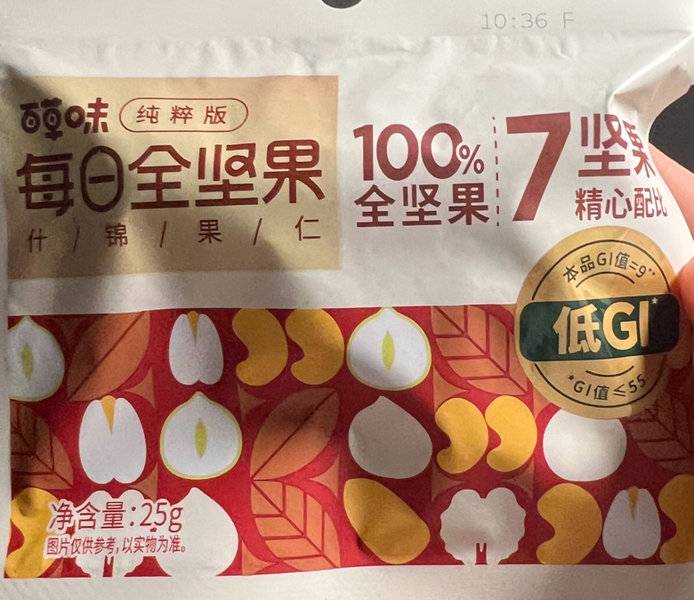 10:36 F
百草味 纯粹版
每日全坚果
什/锦/果/仁
100%
全坚果
7
坚果
精心配比
本品GI值=9**
低GI*
*GI值≤55
净含量:25g
图片仅供参考,以实物为准。